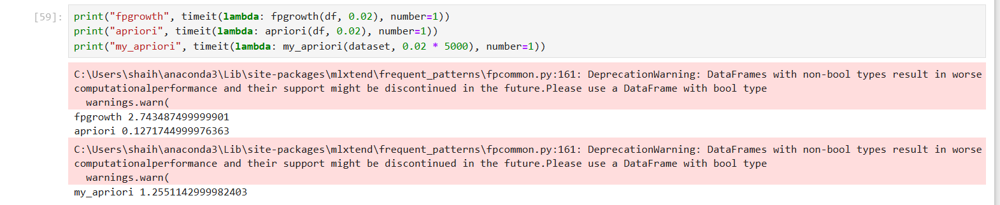 [59]:
print("fpgrowth", timeit(lambda: fpgrowth(df, 0.02), number=1))
print("apriori", timeit(lambda: apriori(df, 0.02), number=1))
print("my_apriori", timeit(lambda: my_apriori(dataset, 0.02 * 5000), number=1))
C:\Users\shaih\anaconda3\Lib\site-packages\mlxtend\frequent_patterns\fpcommon.py:161: DeprecationWarning: DataFrames with non-bool types result in worse
computationalperformance and their support might be discontinued in the future.Please use a DataFrame with bool type
  warnings.warn(
fpgrowth 2.743487499999901
apriori 0.1271744999976363
C:\Users\shaih\anaconda3\Lib\site-packages\mlxtend\frequent_patterns\fpcommon.py:161: DeprecationWarning: DataFrames with non-bool types result in worse
computationalperformance and their support might be discontinued in the future.Please use a DataFrame with bool type
  warnings.warn(
my_apriori 1.2551142999982403